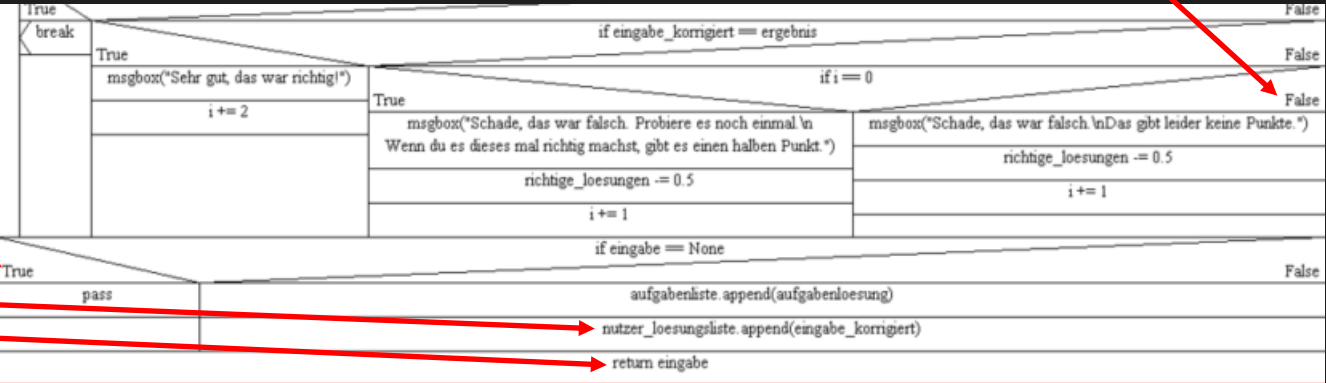 True False
break if eingabe_korrigiert == ergebnis
True False
msgbox("Sehr gut, das war richtig!") if i == 0
i += 2 True False
msgbox("Schade, das war falsch. Probiere es noch einmal.\n
Wenn du es dieses mal richtig machst, gibt es einen halben Punkt.")
richtige_loesungen -= 0.5
i += 1
msgbox("Schade, das war falsch.\nDas gibt leider keine Punkte.")
richtige_loesungen -= 0.5
i += 1
if eingabe == None
True False
pass aufgabenliste.append(aufgabenloesung)
nutzer_loesungsliste.append(eingabe_korrigiert)
return eingabe